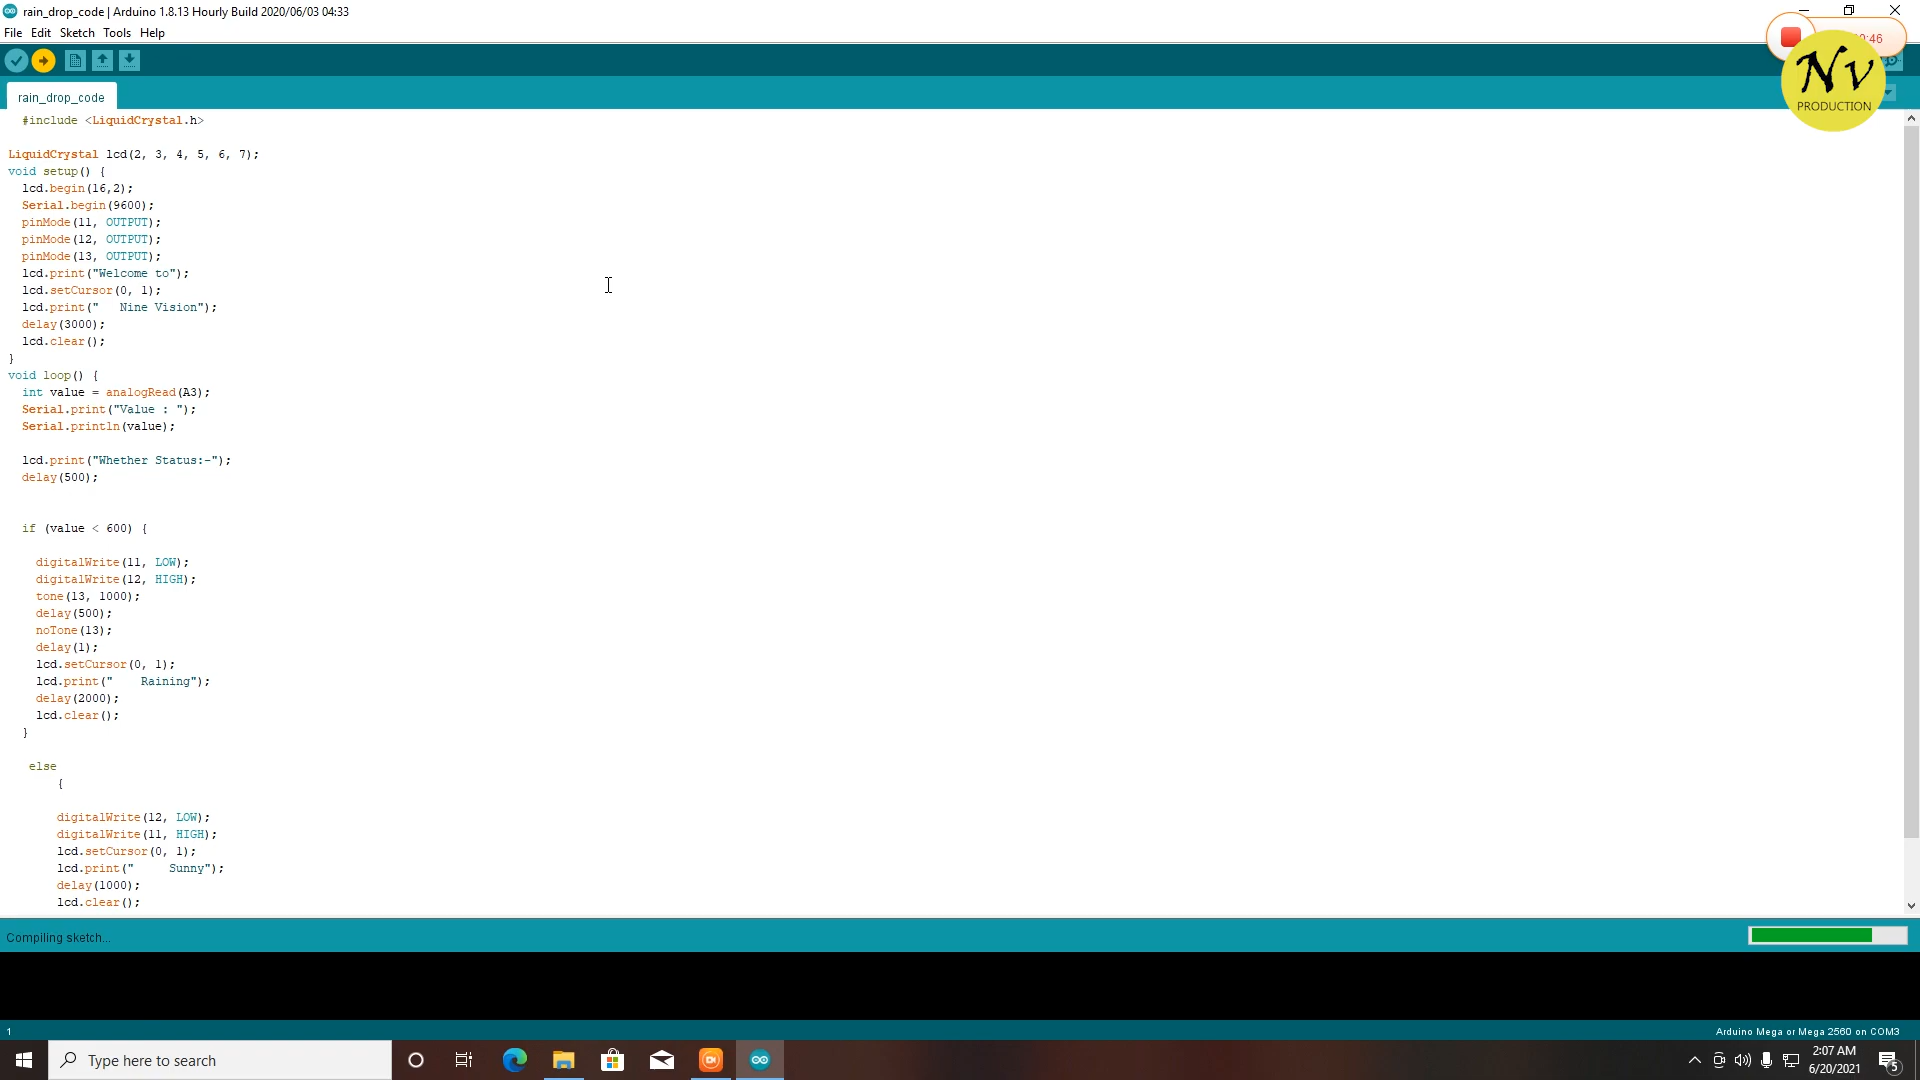 rain_drop_code | Arduino 1.8.13 Hourly Build 2020/06/03 04:33
File Edit Sketch Tools Help
:46
Nv
PRODUCTION
rain_drop_code
#include <LiquidCrystal.h>
LiquidCrystal lcd(2, 3, 4, 5, 6, 7);
void setup() {
lcd.begin(16,2);
Serial.begin(9600);
pinMode(11, OUTPUT);
pinMode(12, OUTPUT);
pinMode(13, OUTPUT);
lcd.print("Welcome to");
lcd.setCursor(0, 1);
lcd.print("   Nine Vision");
delay(3000);
lcd.clear();
}
void loop() {
int value = analogRead(A3);
Serial.print("Value : ");
Serial.println(value);
lcd.print("Whether Status:-");
delay(500);
if (value < 600) {
digitalWrite(11, LOW);
digitalWrite(12, HIGH);
tone(13, 1000);
delay(500);
noTone(13);
delay(1);
lcd.setCursor(0, 1);
lcd.print("    Raining");
delay(2000);
lcd.clear();
}
else
{
digitalWrite(12, LOW);
digitalWrite(11, HIGH);
lcd.setCursor(0, 1);
lcd.print("     Sunny");
delay(1000);
lcd.clear();
Compiling sketch...
1
Arduino Mega or Mega 2560 on COM3
Type here to search
2:07 AM
6/20/2021
5